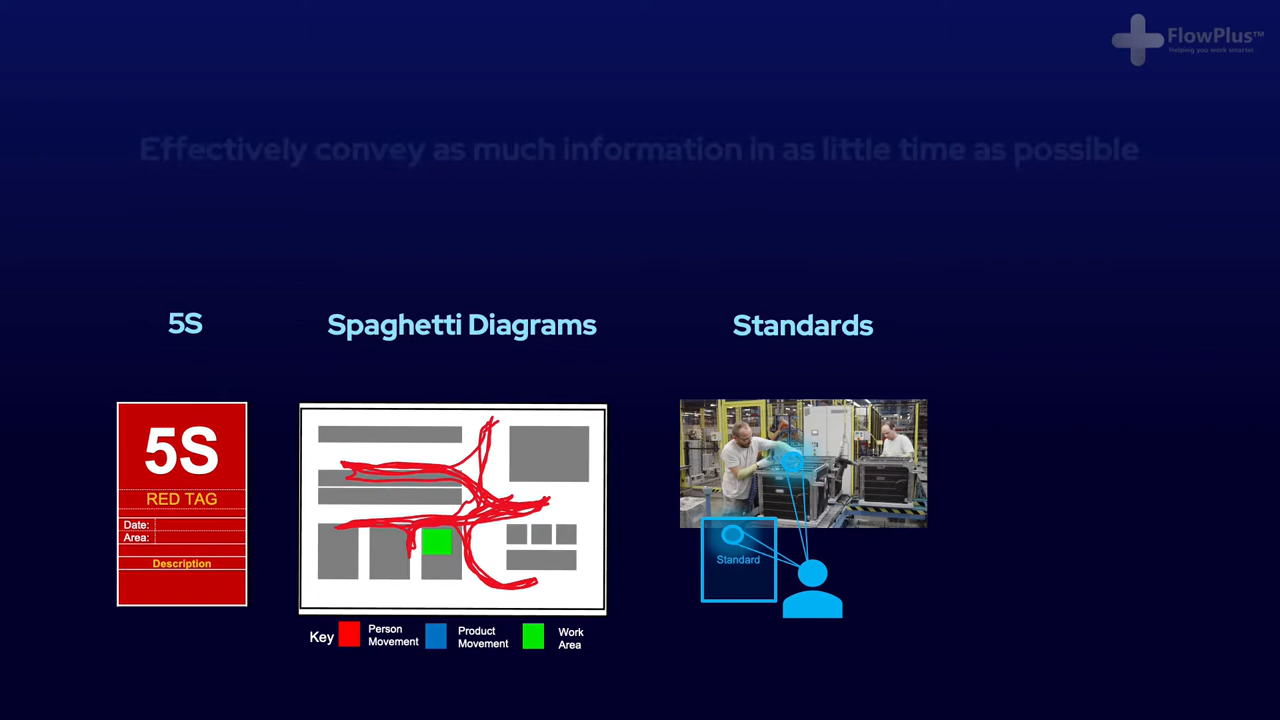 FlowPlus™
Helping you work smarter
Effectively convey as much information in as little time as possible
5S
Spaghetti Diagrams
Standards
5S
RED TAG
Date:
Area:
Description
Standard
Key
Person
Movement
Product
Movement
Work
Area